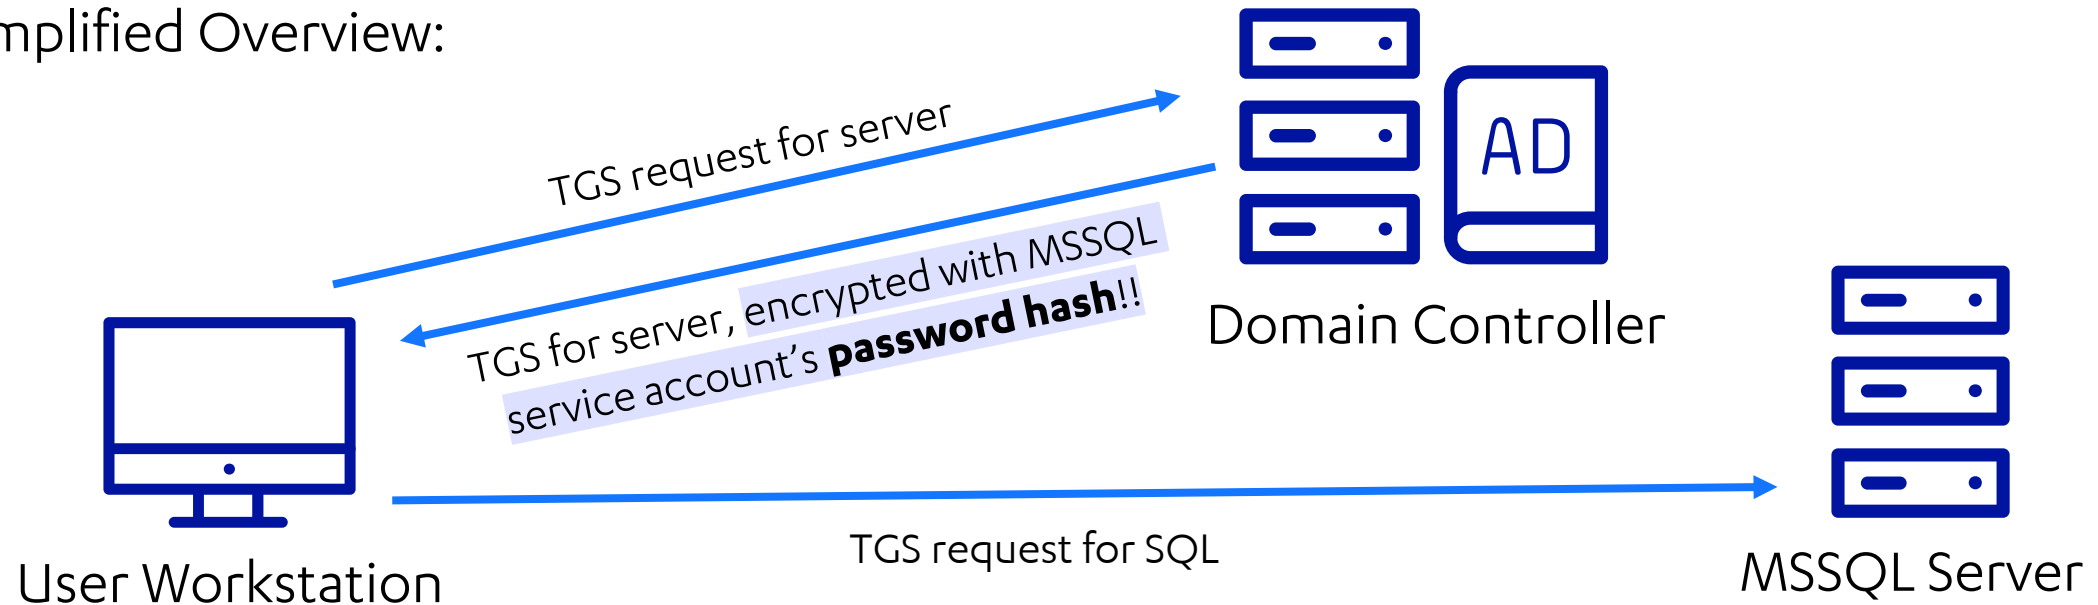 mplified Overview:
TGS request for server
AD
TGS for server, encrypted with MSSQL
service account's password hash!!
Domain Controller
TGS request for SQL
User Workstation
MSSQL Server